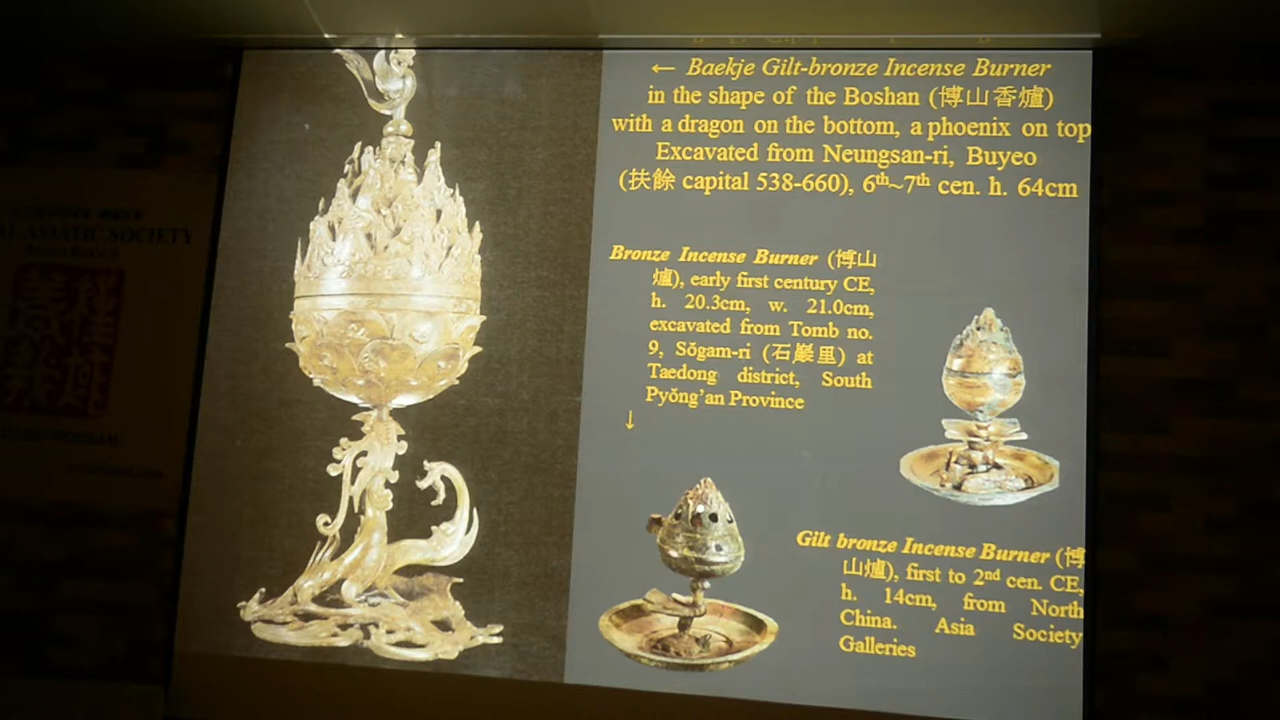 ← Baekje Gilt-bronze Incense Burner
in the shape of the Boshan (博山香爐)
with a dragon on the bottom, a phoenix on top
Excavated from Neungsan-ri, Buyeo
(扶餘 capital 538-660), 6th~7th cen. h. 64cm
Bronze Incense Burner (博山
爐), early first century CE,
h. 20.3cm, w. 21.0cm,
excavated from Tomb no.
9, Sŏgam-ri (石巖里) at
Taedong district, South
Pyŏng'an Province
↓
Gilt bronze Incense Burner (博
山爐), first to 2nd cen. CE,
h. 14cm, from North
China. Asia Society
Galleries
ASIATIC SOCIETY